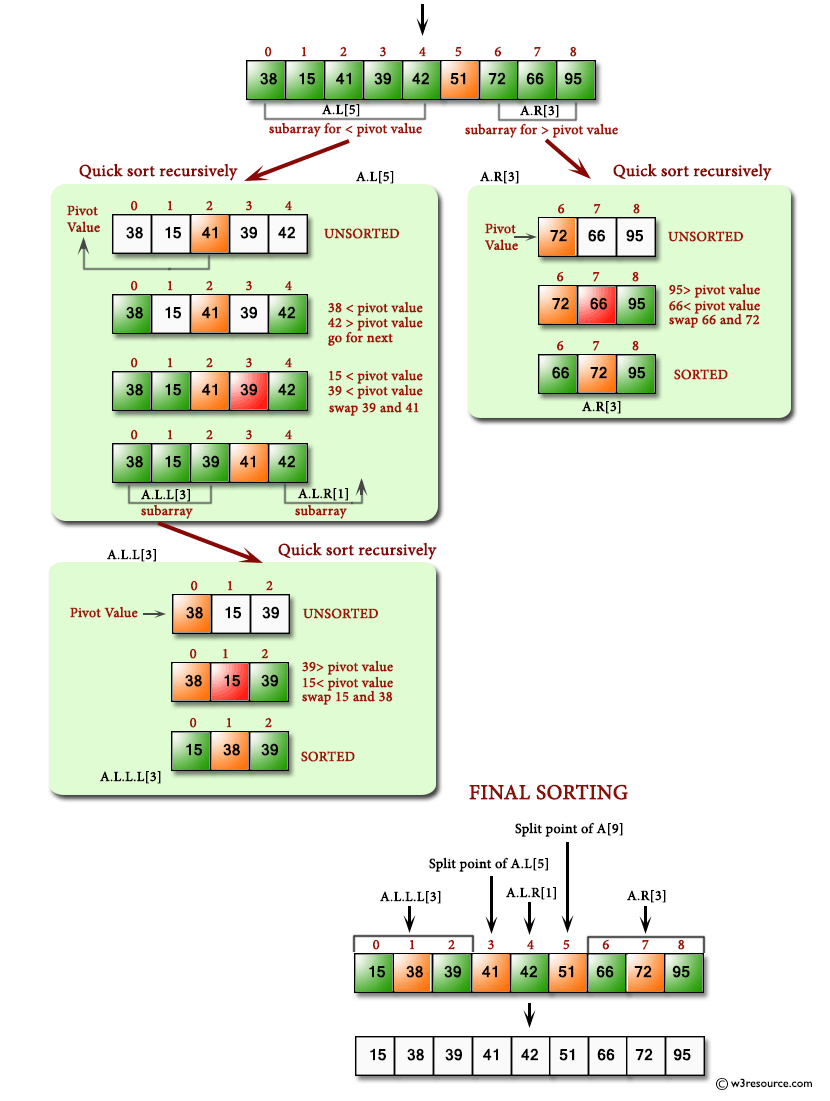 0 1 2 3 4 5 6 7 8
38 15 41 39 42 51 72 66 95
A.L[5] A.R[3]
subarray for < pivot value subarray for > pivot value
Quick sort recursively
A.L[5]
0 1 2 3 4
Pivot
Value
38 15 41 39 42 UNSORTED
0 1 2 3 4
38 15 41 39 42
38 < pivot value
42 > pivot value
go for next
0 1 2 3 4
38 15 41 39 42
15 < pivot value
39 < pivot value
swap 39 and 41
0 1 2 3 4
38 15 39 41 42
A.L.L[3] A.L.R[1]
subarray subarray
A.R[3]
Quick sort recursively
6 7 8
Pivot
Value
72 66 95 UNSORTED
6 7 8
72 66 95
95> pivot value
66< pivot value
swap 66 and 72
6 7 8
66 72 95 SORTED
A.R[3]
A.L.L[3]
Quick sort recursively
0 1 2
Pivot Value 38 15 39 UNSORTED
0 1 2
38 15 39
39> pivot value
15< pivot value
swap 15 and 38
0 1 2
15 38 39 SORTED
A.L.L.L[3]
FINAL SORTING
Split point of A[9]
Split point of A.L[5]
A.L.L.L[3] A.L.R[1] A.R[3]
0 1 2 3 4 5 6 7 8
15 38 39 41 42 51 66 72 95
15 38 39 41 42 51 66 72 95
© w3resource.com